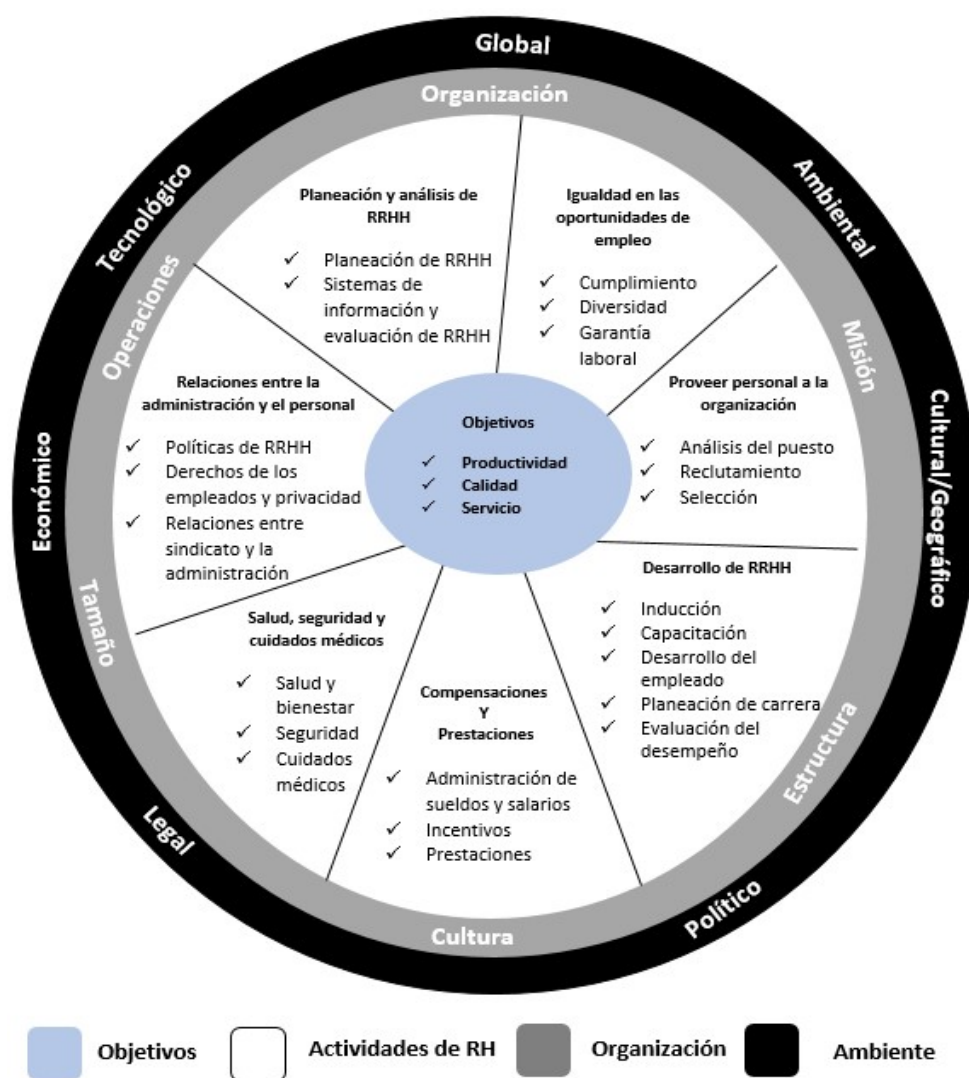 Global
Organización
Tecnológico
Ambiental
Operaciones
Misión
Económico
Cultural/Geográfico
Tamaño
Estructura
Legal
Político
Cultura
Planeación y análisis de
RRHH
✓ Planeación de RRHH
✓ Sistemas de
información y
evaluación de RRHH
Igualdad en las
oportunidades de
empleo
✓ Cumplimiento
✓ Diversidad
✓ Garantía
laboral
Relaciones entre la
administración y el personal
✓ Políticas de RRHH
✓ Derechos de los
empleados y privacidad
✓ Relaciones entre
sindicato y la
administración
Objetivos
✓ Productividad
✓ Calidad
✓ Servicio
Proveer personal a la
organización
✓ Análisis del puesto
✓ Reclutamiento
✓ Selección
Desarrollo de RRHH
✓ Inducción
✓ Capacitación
✓ Desarrollo del
empleado
✓ Planeación de carrera
✓ Evaluación del
desempeño
Salud, seguridad y
cuidados médicos
✓ Salud y
bienestar
✓ Seguridad
✓ Cuidados
médicos
Compensaciones
Y
Prestaciones
✓ Administración de
sueldos y salarios
✓ Incentivos
✓ Prestaciones
Objetivos
Actividades de RH
Organización
Ambiente